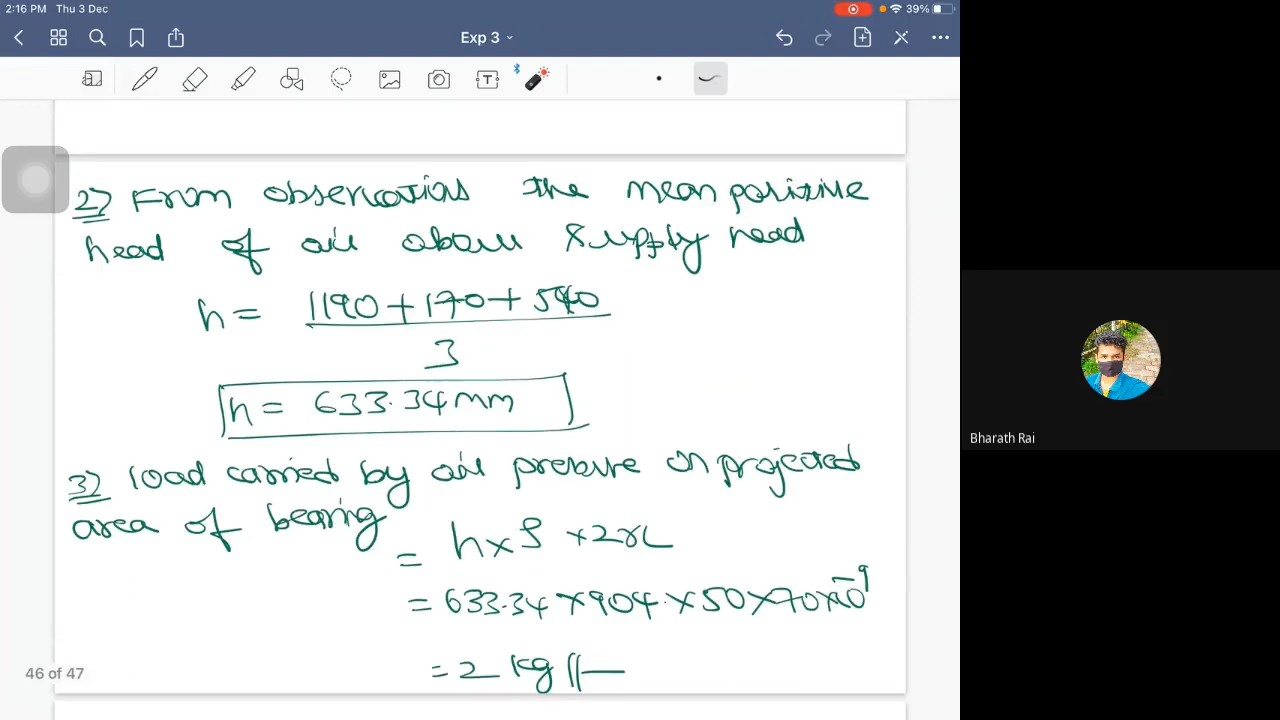 2:16 PM Thu 3 Dec
39%
Exp 3
2) From observations the mean positive
head of oil above supply head
h = 1190 + 170 + 540
3
h = 633.34mm
3) load carried by oil pressure on projected
area of bearing
= h × ρ × 2rL
= 633.34 × 904 × 50 × 70 × 10⁻⁹
= 2 kg //
46 of 47
Bharath Rai